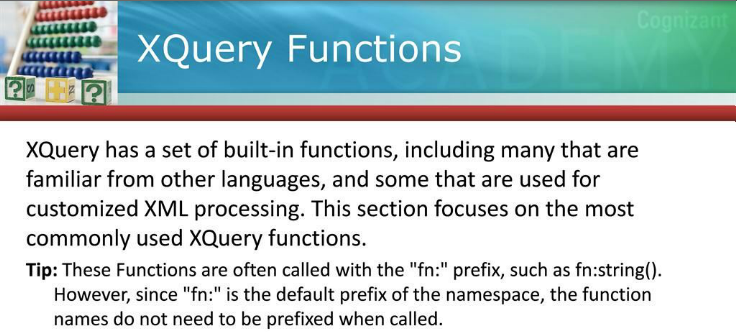 Cognizant
XQuery Functions
ACADEMY
XQuery has a set of built-in functions, including many that are
familiar from other languages, and some that are used for
customized XML processing. This section focuses on the most
commonly used XQuery functions.
Tip: These Functions are often called with the "fn:" prefix, such as fn:string().
However, since "fn:" is the default prefix of the namespace, the function
names do not need to be prefixed when called.